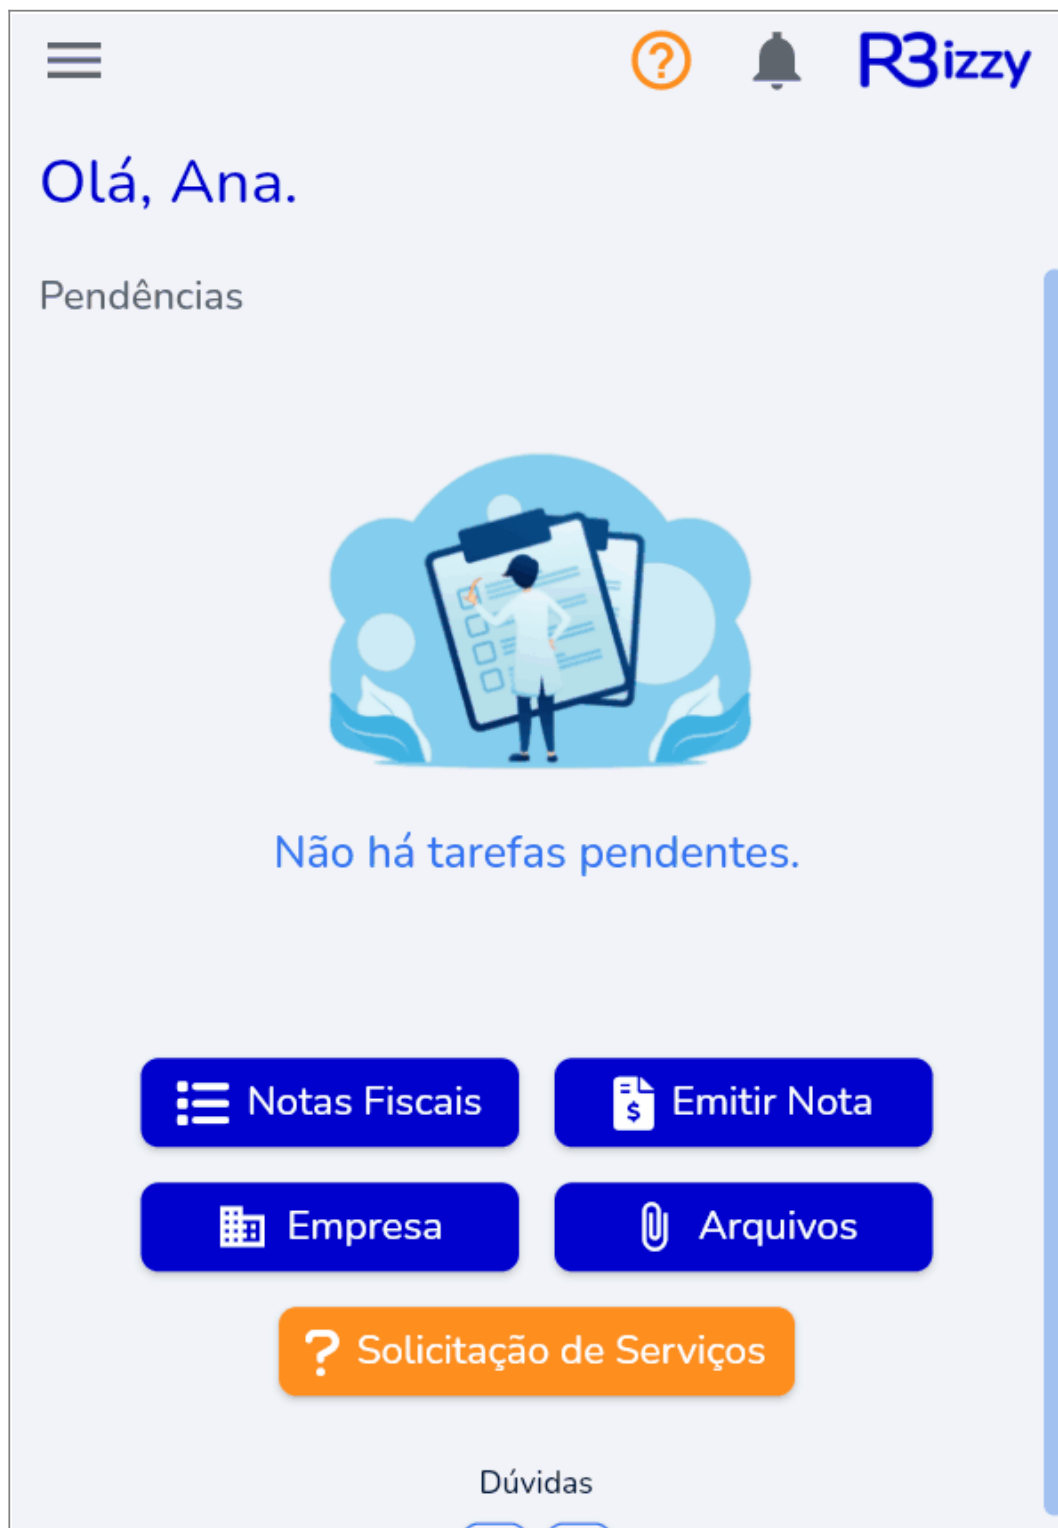 R3izzy
Olá, Ana.
Pendências
Não há tarefas pendentes.
Notas Fiscais
Emitir Nota
Empresa
Arquivos
? Solicitação de Serviços
Dúvidas